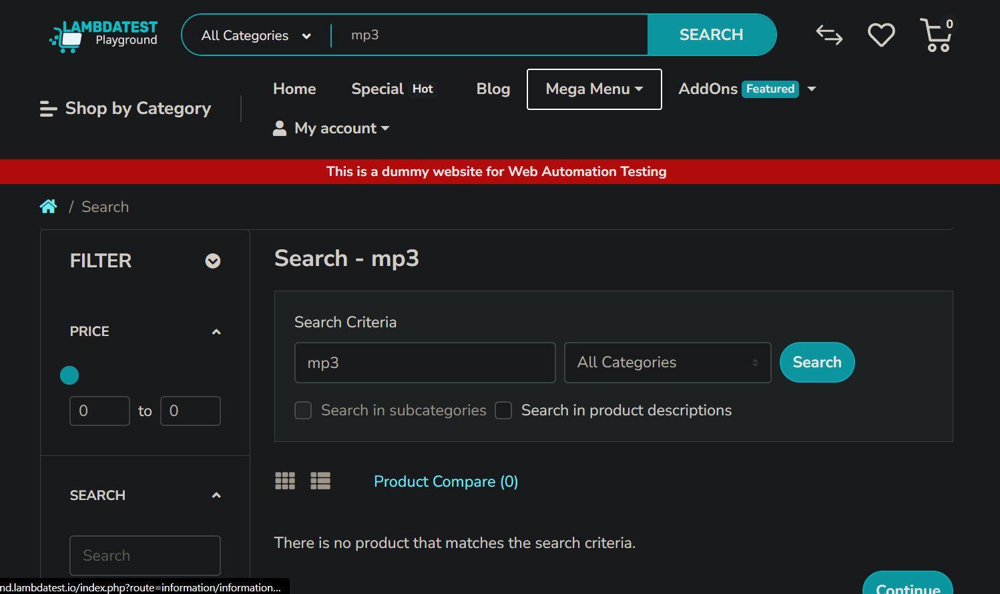 LAMBDATEST
Playground
All Categories
mp3
SEARCH
0
Shop by Category
Home
Special Hot
Blog
Mega Menu
AddOns Featured
My account
This is a dummy website for Web Automation Testing
/ Search
FILTER
PRICE
0 to 0
SEARCH
Search
Search - mp3
Search Criteria
mp3
All Categories
Search
Search in subcategories
Search in product descriptions
Product Compare (0)
There is no product that matches the search criteria.
Continue
nd.lambdatest.io/index.php?route=information/information...